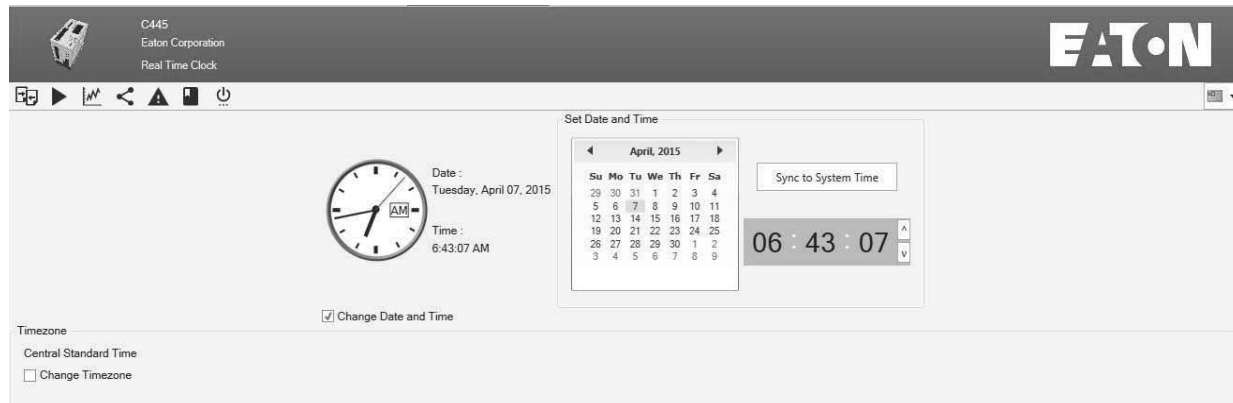 C445
Eaton Corporation
Real Time Clock
EATON
Set Date and Time
April, 2015
Su Mo Tu We Th Fr Sa
29 30 31 1 2 3 4
5 6 7 8 9 10 11
12 13 14 15 16 17 18
19 20 21 22 23 24 25
26 27 28 29 30 1 2
3 4 5 6 7 8 9
Sync to System Time
06 : 43 : 07
AM
Date :
Tuesday, April 07, 2015
Time :
6:43:07 AM
Change Date and Time
Timezone
Central Standard Time
Change Timezone